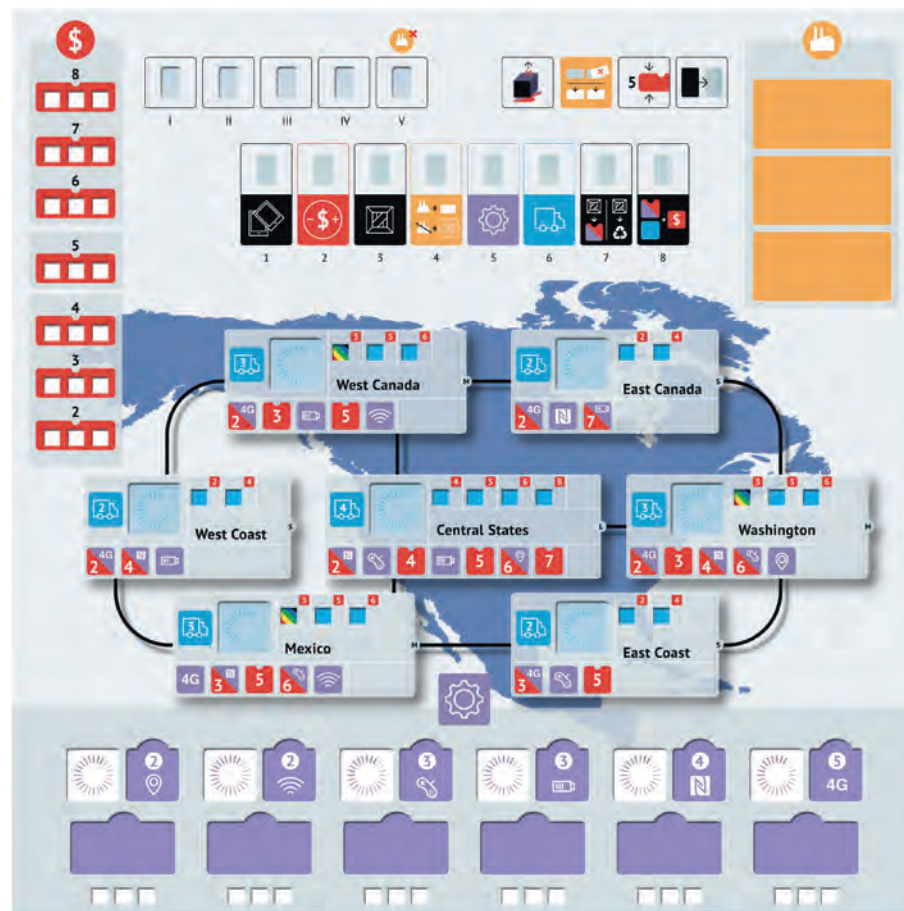 $
8
7
6
5
4
3
2
I II III IV V
5
-$+
$
1 2 3 4 5 6 7 8
3 5 6
3
West Canada
M
4G
2 3 5
2 4
2
East Canada
S
4G
2 7
2 4
2
West Coast
S
4G
2 4
4 5 6 9
4
Central States
L
2 4 5 6 7
3 5 6
3
Washington
M
4G
2 3 4 6
3 5 6
3
Mexico
M
4G 3 5 6
2 4
2
East Coast
S
4G
3 5
2 2 3 3 4 5
4G